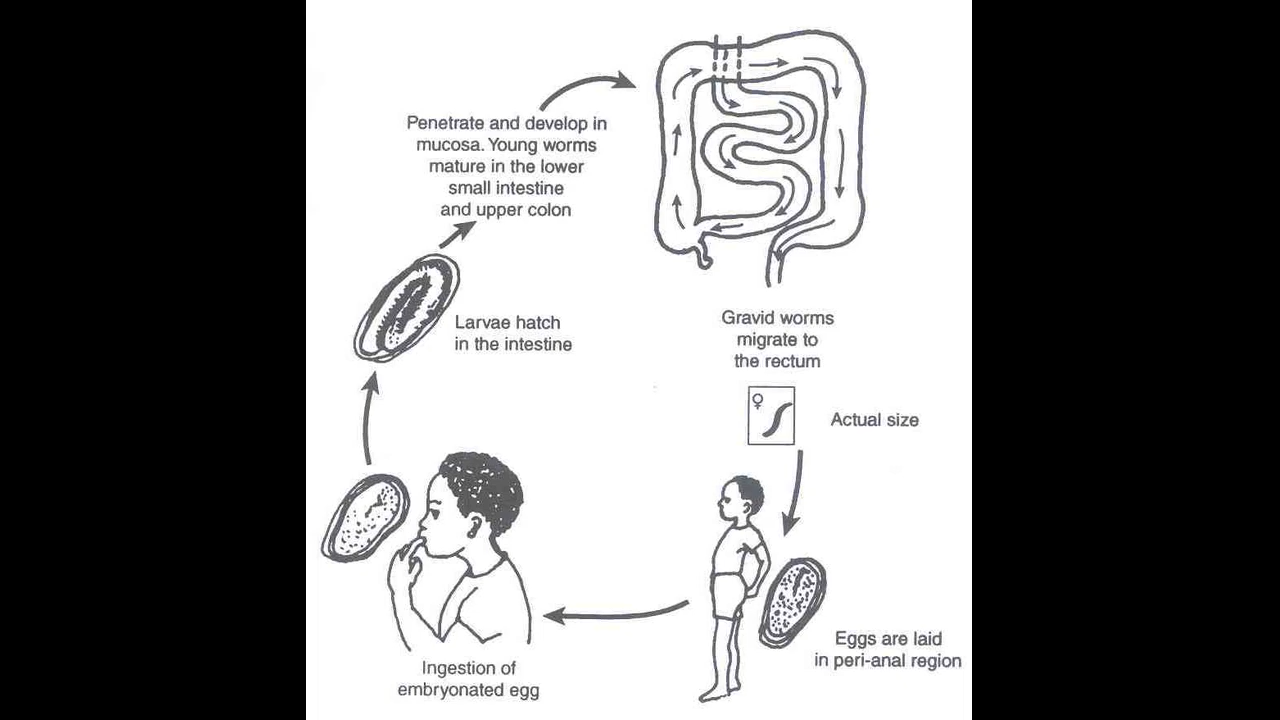 Penetrate and develop in
mucosa. Young worms
mature in the lower
small intestine
and upper colon
Larvae hatch
in the intestine
Gravid worms
migrate to
the rectum
♀
Actual size
Eggs are laid
in peri-anal region
Ingestion of
embryonated egg